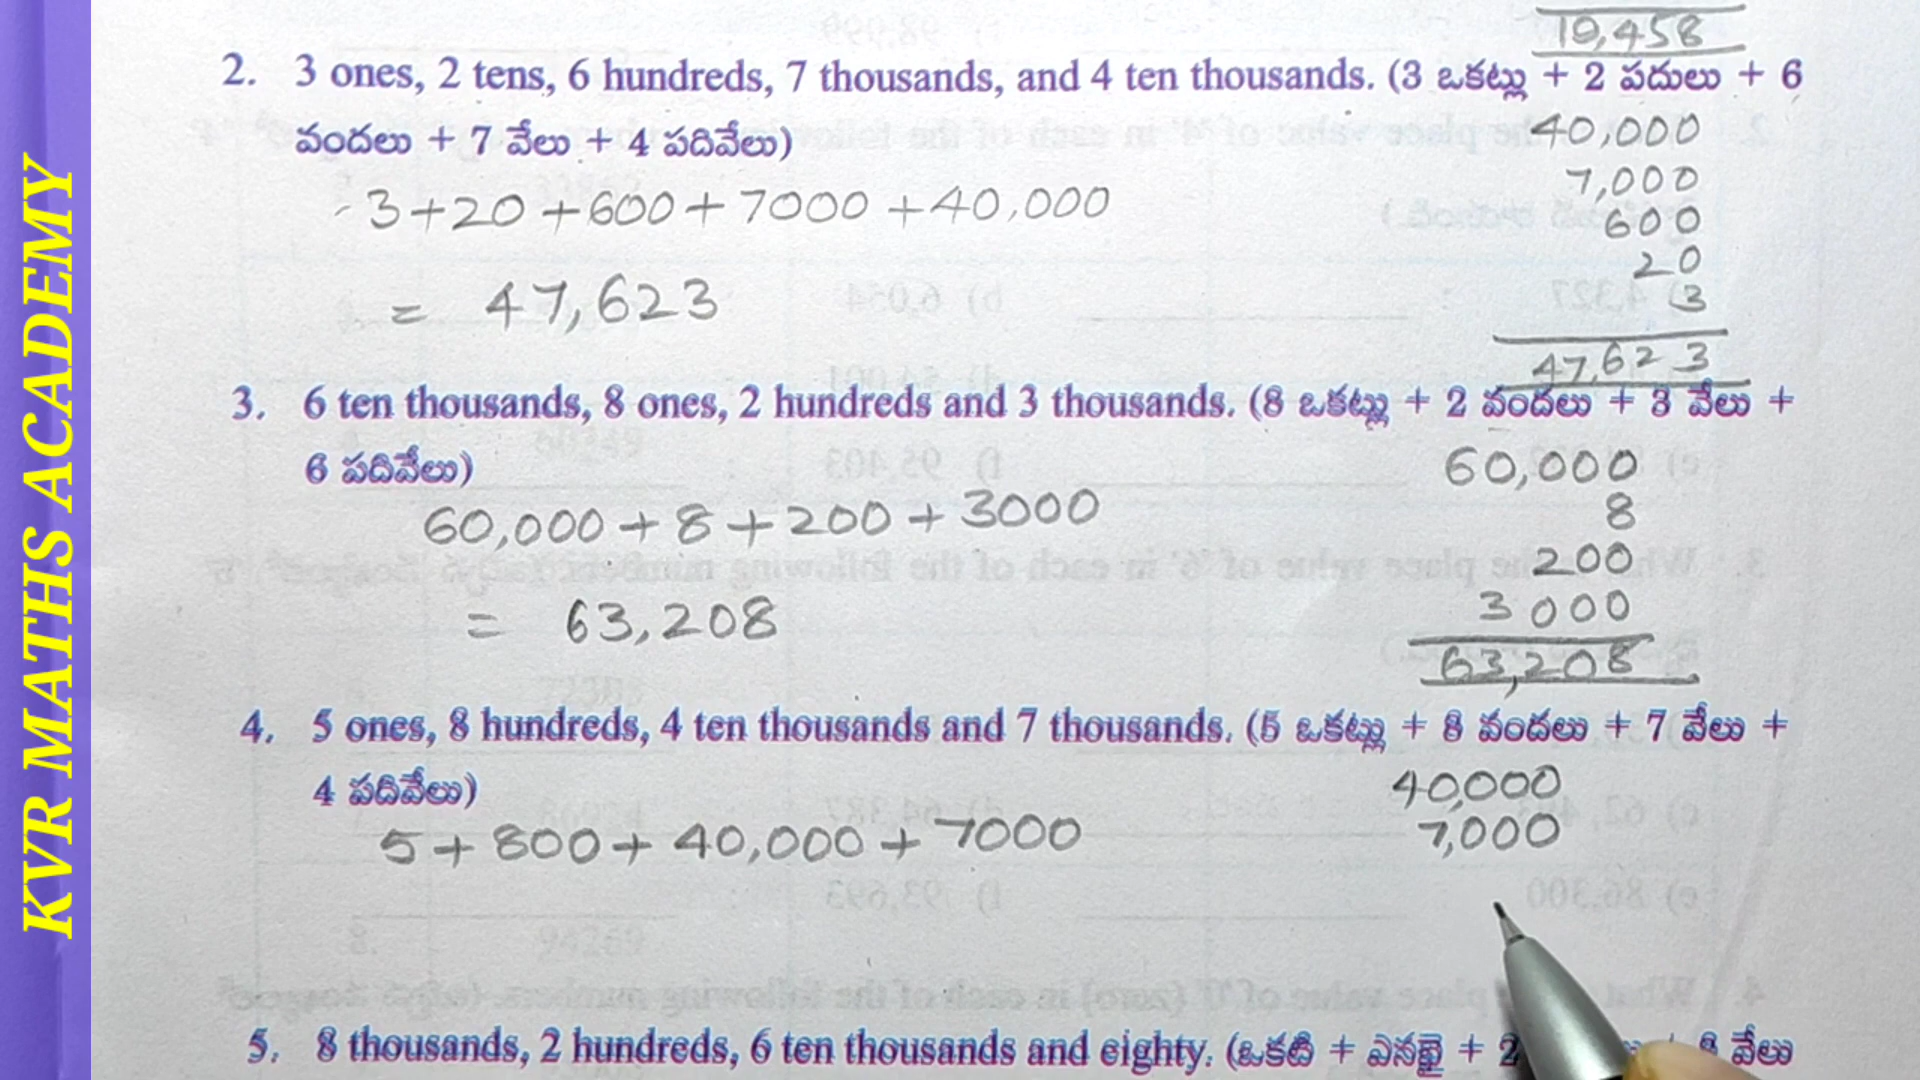 KVR MATHS ACADEMY
19,458
2. 3 ones, 2 tens, 6 hundreds, 7 thousands, and 4 ten thousands. (3 ఒకట్లు + 2 పదులు + 6
వందలు + 7 వేలు + 4 పదివేలు)
3+20+600+7000+40,000
= 47,623
40,000
7,000
600
20
3
47,623
3. 6 ten thousands, 8 ones, 2 hundreds and 3 thousands. (8 ఒకట్లు + 2 వందలు + 3 వేలు +
6 పదివేలు)
60,000+8+200+3000
= 63,208
60,000
8
200
3000
63,208
4. 5 ones, 8 hundreds, 4 ten thousands and 7 thousands. (5 ఒకట్లు + 8 వందలు + 7 వేలు +
4 పదివేలు)
5+800+40,000+7000
40,000
7,000
5. 8 thousands, 2 hundreds, 6 ten thousands and eighty. (ఒకటి + ఎనభై + 2 + 8 వేలు